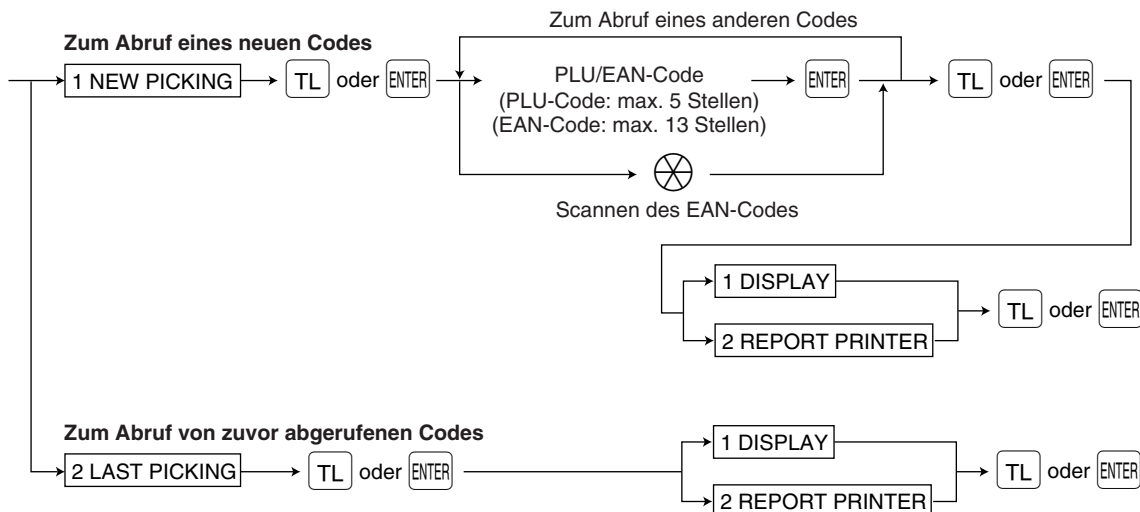 Zum Abruf eines anderen Codes
Zum Abruf eines neuen Codes
1 NEW PICKING TL oder ENTER PLU/EAN-Code ENTER TL oder ENTER
(PLU-Code: max. 5 Stellen)
(EAN-Code: max. 13 Stellen)
Scannen des EAN-Codes
1 DISPLAY
TL oder ENTER
2 REPORT PRINTER
Zum Abruf von zuvor abgerufenen Codes
1 DISPLAY
2 LAST PICKING TL oder ENTER TL oder ENTER
2 REPORT PRINTER